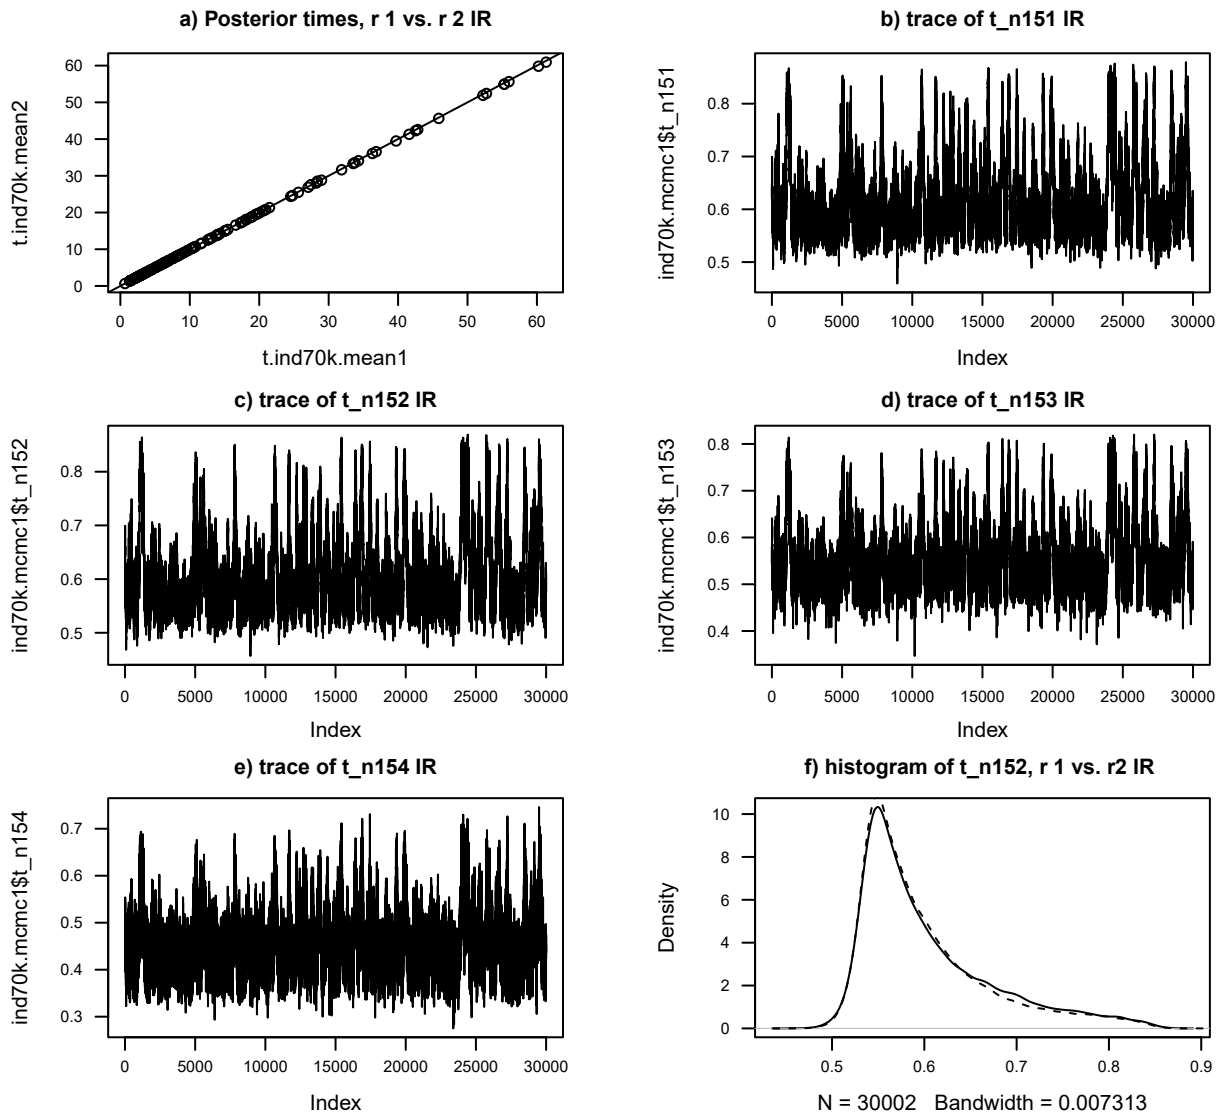 a) Posterior times, r 1 vs. r 2 IR
t.ind70k.mean2
60
50
40
30
20
10
0
0 10 20 30 40 50 60
t.ind70k.mean1
b) trace of t_n151 IR
ind70k.mcmc1$t_n151
0.8
0.7
0.6
0.5
0 5000 10000 15000 20000 25000 30000
Index
c) trace of t_n152 IR
ind70k.mcmc1$t_n152
0.8
0.7
0.6
0.5
0 5000 10000 15000 20000 25000 30000
Index
d) trace of t_n153 IR
ind70k.mcmc1$t_n153
0.8
0.7
0.6
0.5
0.4
0 5000 10000 15000 20000 25000 30000
Index
e) trace of t_n154 IR
ind70k.mcmc1$t_n154
0.7
0.6
0.5
0.4
0.3
0 5000 10000 15000 20000 25000 30000
Index
f) histogram of t_n152, r 1 vs. r2 IR
Density
10
8
6
4
2
0
0.5 0.6 0.7 0.8 0.9
N = 30002 Bandwidth = 0.007313